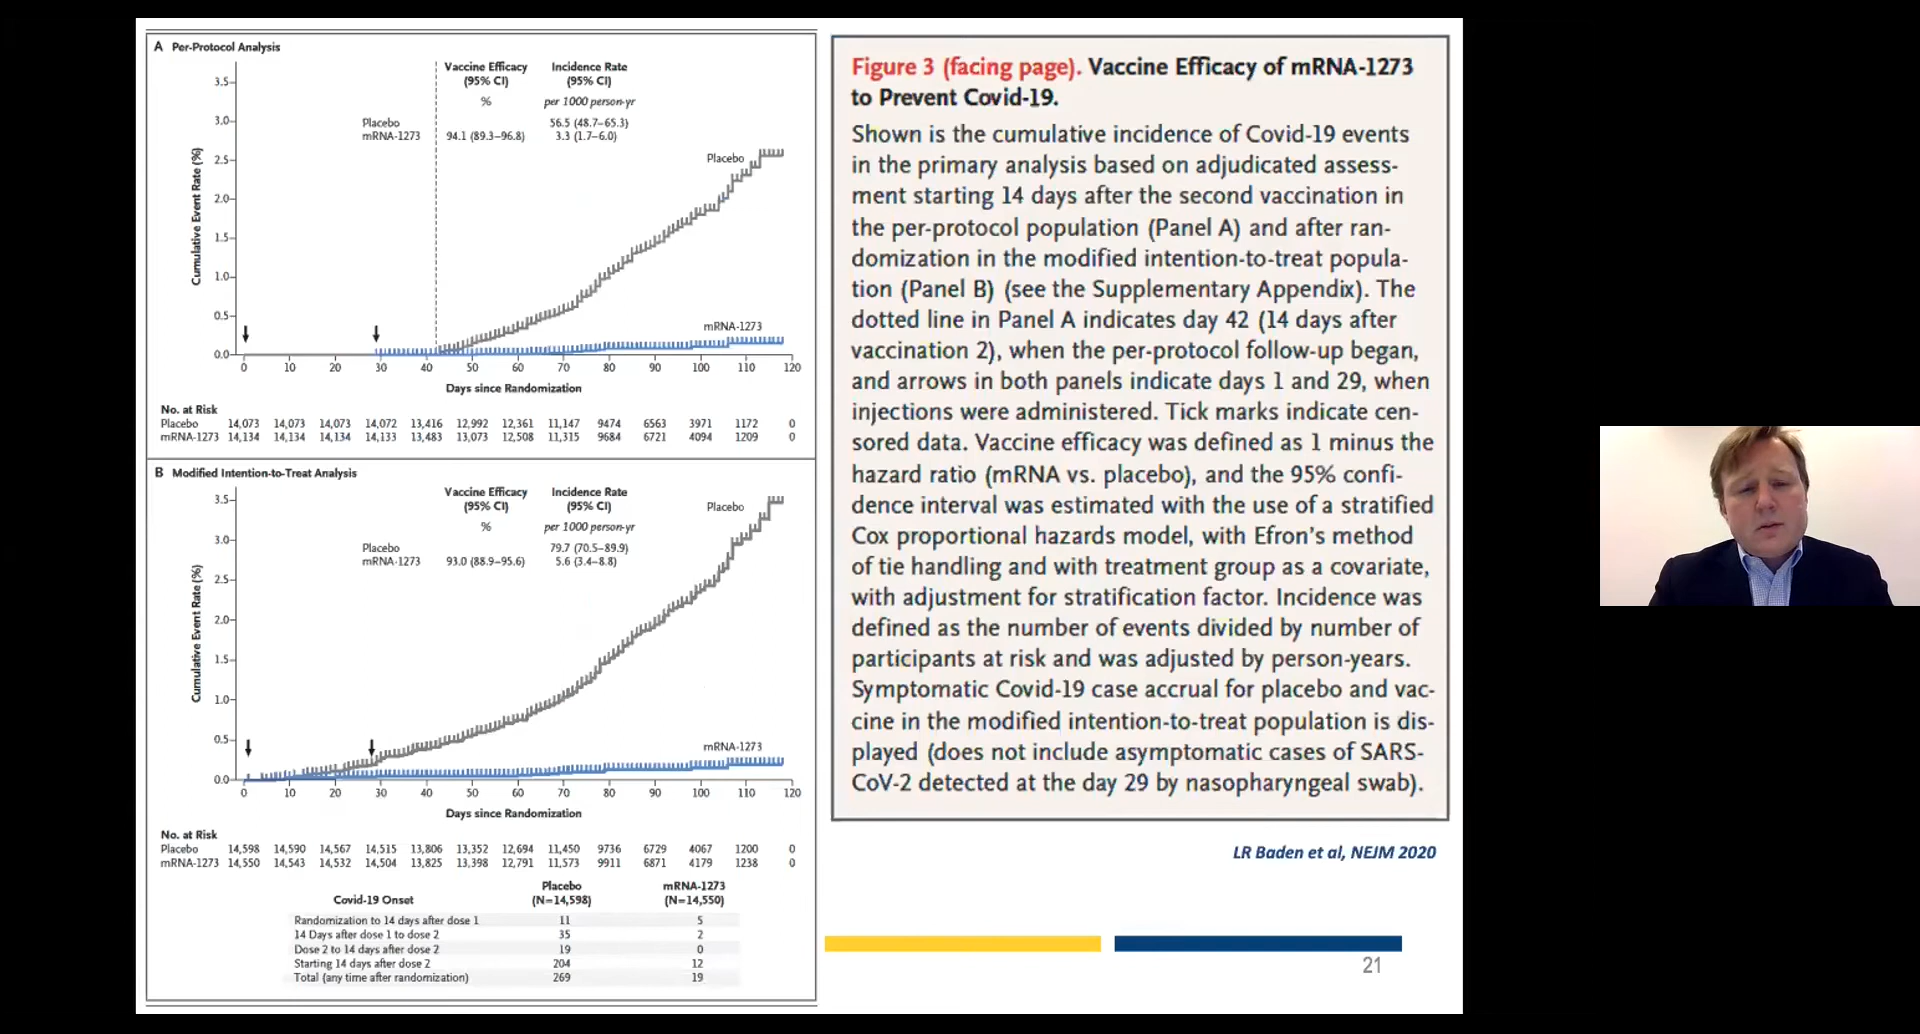 A Per-Protocol Analysis
Vaccine Efficacy (95% CI)
Incidence Rate (95% CI)
%
per 1000 person-yr
Placebo 56.5 (48.7–65.3)
mRNA-1273 94.1 (89.3–96.8) 3.3 (1.7–6.0)
Cumulative Event Rate (%)
3.5
3.0
2.5
2.0
1.5
1.0
0.5
0.0
Placebo
mRNA-1273
0 10 20 30 40 50 60 70 80 90 100 110 120
Days since Randomization
No. at Risk
Placebo 14,073 14,073 14,073 14,072 13,416 12,992 12,361 11,147 9474 6563 3971 1172 0
mRNA-1273 14,134 14,134 14,134 14,133 13,483 13,073 12,508 11,315 9684 6721 4094 1209 0
B Modified Intention-to-Treat Analysis
Vaccine Efficacy (95% CI)
Incidence Rate (95% CI)
%
per 1000 person-yr
Placebo 79.7 (70.5–89.9)
mRNA-1273 93.0 (88.9–95.6) 5.6 (3.4–8.8)
Cumulative Event Rate (%)
3.5
3.0
2.5
2.0
1.5
1.0
0.5
0.0
Placebo
mRNA-1273
0 10 20 30 40 50 60 70 80 90 100 110 120
Days since Randomization
No. at Risk
Placebo 14,598 14,590 14,567 14,515 13,806 13,352 12,694 11,450 9736 6729 4067 1200 0
mRNA-1273 14,550 14,543 14,532 14,504 13,825 13,398 12,791 11,573 9911 6871 4179 1238 0
Covid-19 Onset Placebo (N=14,598) mRNA-1273 (N=14,550)
Randomization to 14 days after dose 1 11 5
14 Days after dose 1 to dose 2 35 2
Dose 2 to 14 days after dose 2 19 0
Starting 14 days after dose 2 204 12
Total (any time after randomization) 269 19
Figure 3 (facing page). Vaccine Efficacy of mRNA-1273
to Prevent Covid-19.
Shown is the cumulative incidence of Covid-19 events
in the primary analysis based on adjudicated assess-
ment starting 14 days after the second vaccination in
the per-protocol population (Panel A) and after ran-
domization in the modified intention-to-treat popula-
tion (Panel B) (see the Supplementary Appendix). The
dotted line in Panel A indicates day 42 (14 days after
vaccination 2), when the per-protocol follow-up began,
and arrows in both panels indicate days 1 and 29, when
injections were administered. Tick marks indicate cen-
sored data. Vaccine efficacy was defined as 1 minus the
hazard ratio (mRNA vs. placebo), and the 95% confi-
dence interval was estimated with the use of a stratified
Cox proportional hazards model, with Efron's method
of tie handling and with treatment group as a covariate,
with adjustment for stratification factor. Incidence was
defined as the number of events divided by number of
participants at risk and was adjusted by person-years.
Symptomatic Covid-19 case accrual for placebo and vac-
cine in the modified intention-to-treat population is dis-
played (does not include asymptomatic cases of SARS-
CoV-2 detected at the day 29 by nasopharyngeal swab).
LR Baden et al, NEJM 2020
21